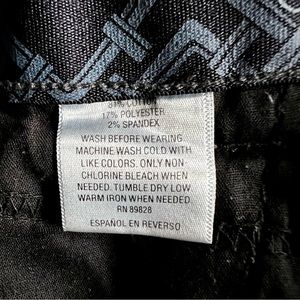 COTTON
17% POLYESTER
2% SPANDEX
WASH BEFORE WEARING.
MACHINE WASH COLD WITH
LIKE COLORS. ONLY NON-
CHLORINE BLEACH WHEN
NEEDED. TUMBLE DRY LOW.
WARM IRON WHEN NEEDED.
RN 89828
ESPAÑOL EN REVERSO